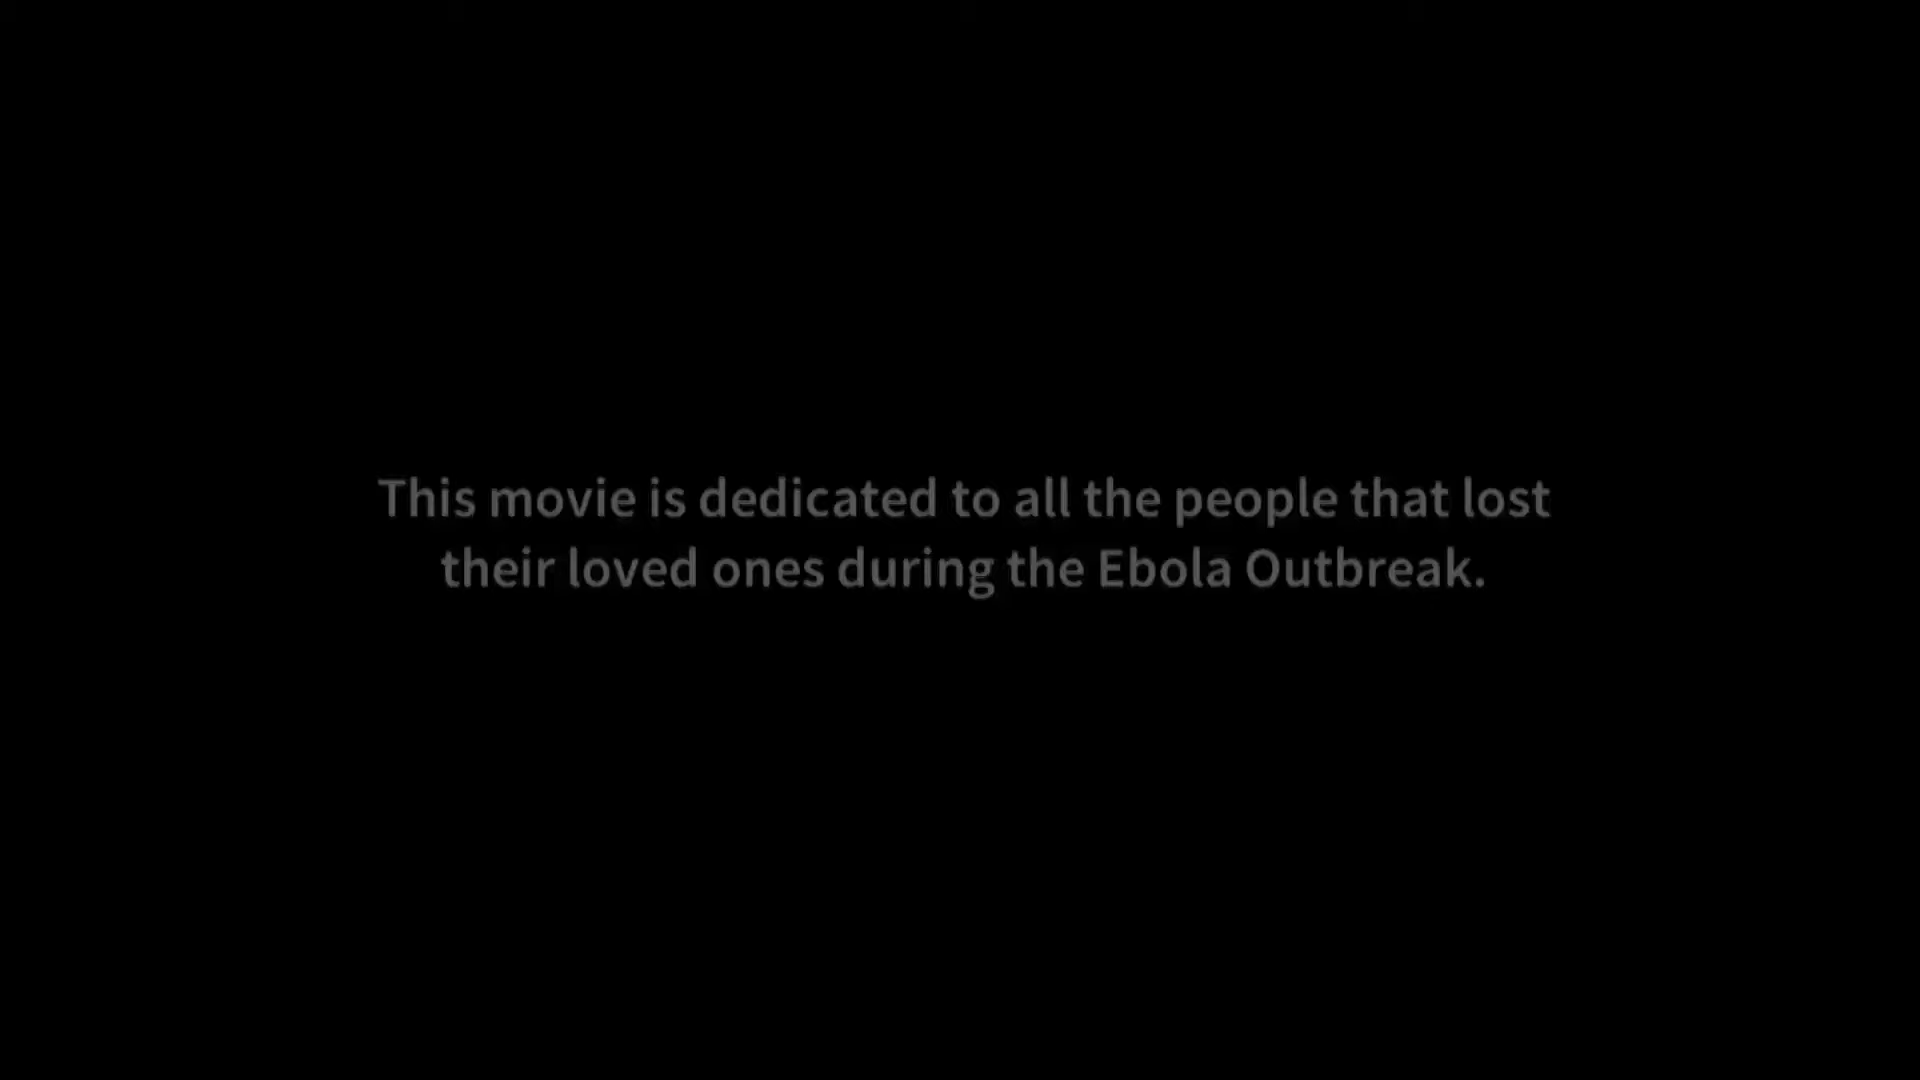 This movie is dedicated to all the people that lost
their loved ones during the Ebola Outbreak.